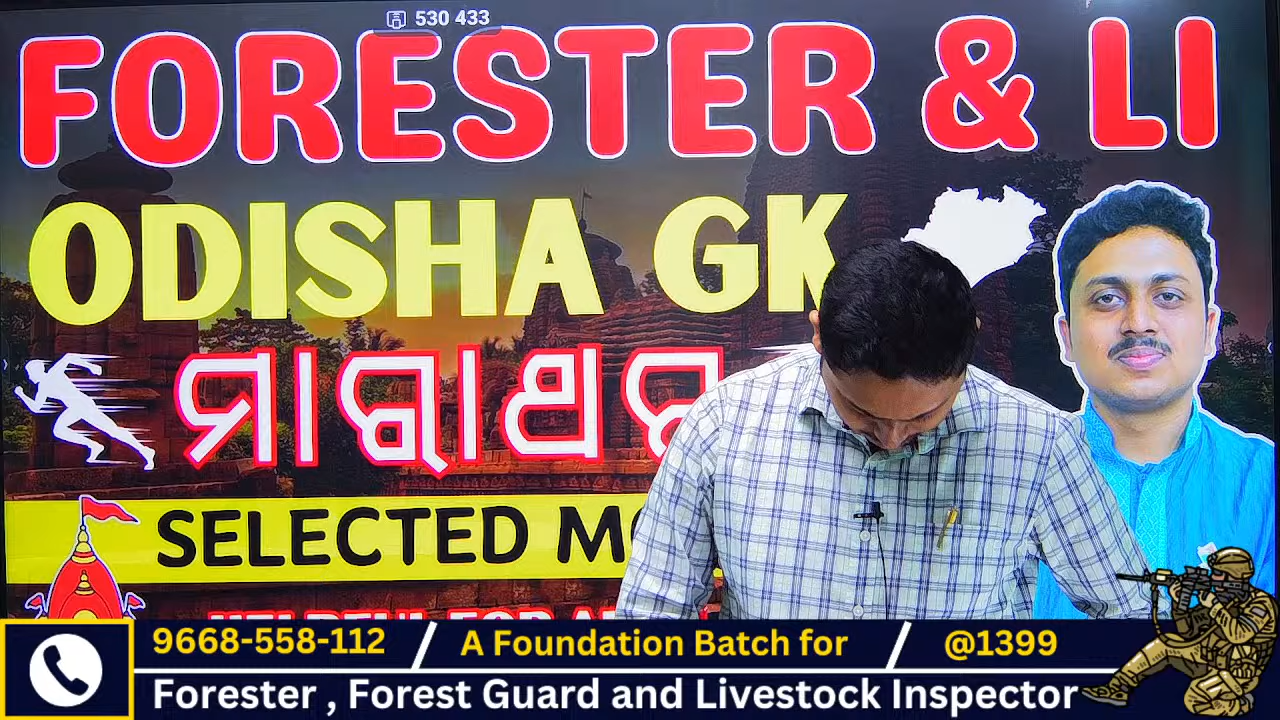 530 433
FORESTER & LI
ODISHA GK
ମାରାଥନ
SELECTED
9668-558-112 / A Foundation Batch for / @1399
Forester , Forest Guard and Livestock Inspector